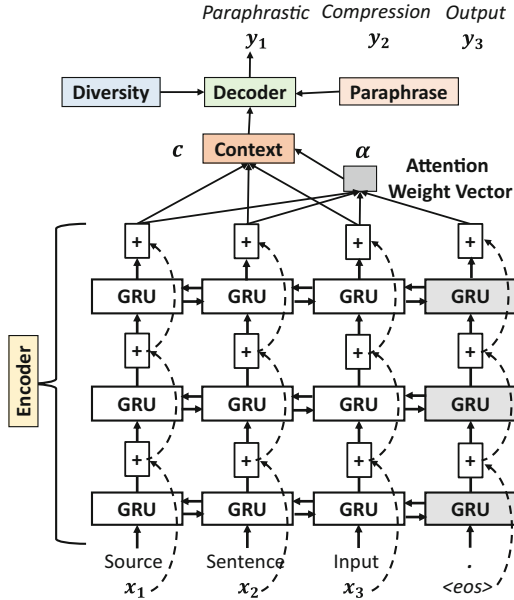 Paraphrastic Compression Output
y₁ y₂ y₃
Diversity Decoder Paraphrase
c Context α
Attention
Weight Vector
+ + + +
GRU GRU GRU GRU
+ + + +
GRU GRU GRU GRU
+ + + +
GRU GRU GRU GRU
Encoder
Source Sentence Input .
x₁ x₂ x₃ <eos>